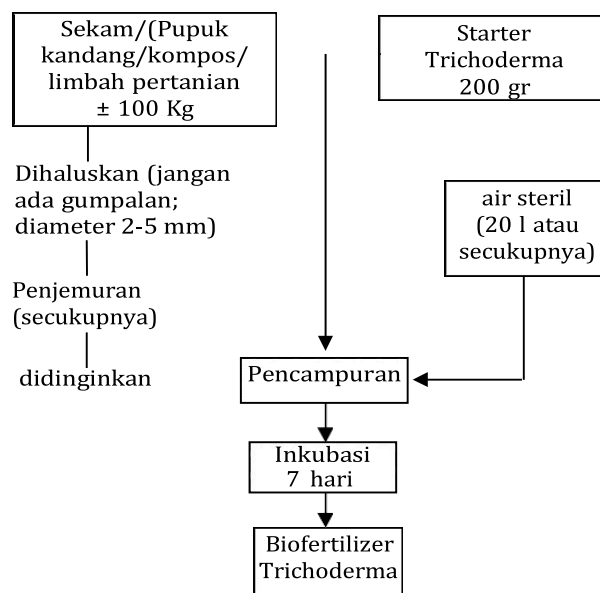 Sekam/(Pupuk
kandang/kompos/
limbah pertanian
± 100 Kg
Starter
Trichoderma
200 gr
Dihaluskan (jangan
ada gumpalan;
diameter 2-5 mm)
air steril
(20 l atau
secukupnya)
Penjemuran
(secukupnya)
didinginkan
Pencampuran
Inkubasi
7 hari
Biofertilizer
Trichoderma